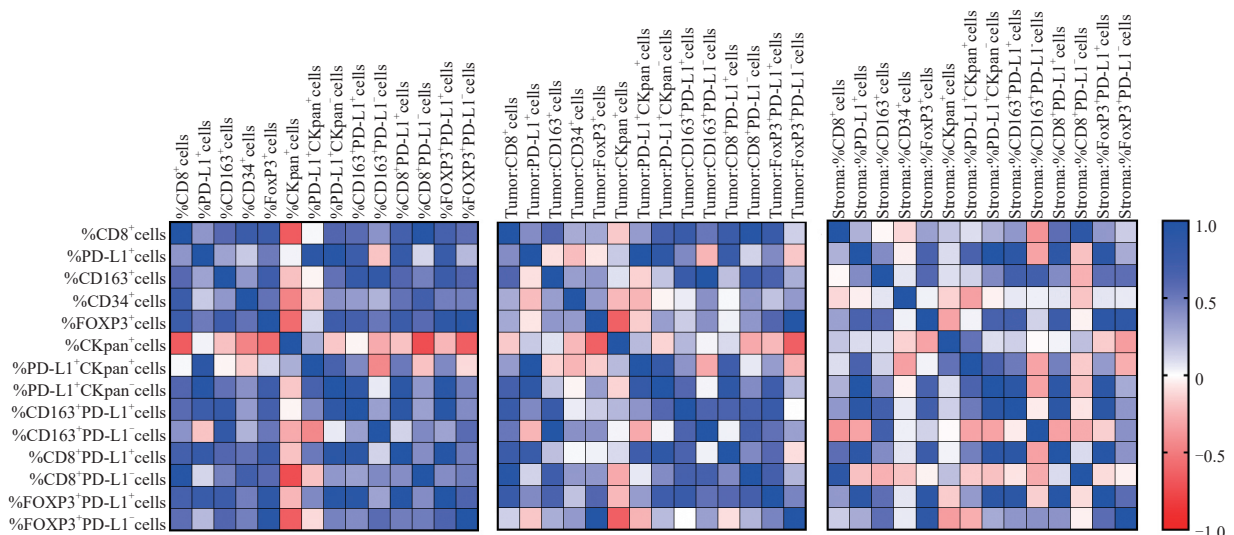 %CD8⁺cells
%PD-L1⁺cells
%CD163⁺cells
%CD34⁺cells
%FoxP3⁺cells
%CKpan⁺cells
%PD-L1⁺CKpan⁺cells
%PD-L1⁺CKpan⁻cells
%CD163⁺PD-L1⁺cells
%CD163⁺PD-L1⁻cells
%CD8⁺PD-L1⁺cells
%CD8⁺PD-L1⁻cells
%FOXP3⁺PD-L1⁺cells
%FOXP3⁺PD-L1⁻cells
Tumor:CD8⁺cells
Tumor:PD-L1⁺cells
Tumor:CD163⁺cells
Tumor:CD34⁺cells
Tumor:FoxP3⁺cells
Tumor:CKpan⁺cells
Tumor:PD-L1⁺CKpan⁺cells
Tumor:PD-L1⁺CKpan⁻cells
Tumor:CD163⁺PD-L1⁺cells
Tumor:CD163⁺PD-L1⁻cells
Tumor:CD8⁺PD-L1⁺cells
Tumor:CD8⁺PD-L1⁻cells
Tumor:FoxP3⁺PD-L1⁺cells
Tumor:FoxP3⁺PD-L1⁻cells
Stroma:%CD8⁺cells
Stroma:%PD-L1⁺cells
Stroma:%CD163⁺cells
Stroma:%CD34⁺cells
Stroma:%FoxP3⁺cells
Stroma:%CKpan⁺cells
Stroma:%PD-L1⁺CKpan⁺cells
Stroma:%PD-L1⁺CKpan⁻cells
Stroma:%CD163⁺PD-L1⁺cells
Stroma:%CD163⁺PD-L1⁻cells
Stroma:%CD8⁺PD-L1⁺cells
Stroma:%CD8⁺PD-L1⁻cells
Stroma:%FoxP3⁺PD-L1⁺cells
Stroma:%FoxP3⁺PD-L1⁻cells
%CD8⁺cells
%PD-L1⁺cells
%CD163⁺cells
%CD34⁺cells
%FOXP3⁺cells
%CKpan⁺cells
%PD-L1⁺CKpan⁺cells
%PD-L1⁺CKpan⁻cells
%CD163⁺PD-L1⁺cells
%CD163⁺PD-L1⁻cells
%CD8⁺PD-L1⁺cells
%CD8⁺PD-L1⁻cells
%FOXP3⁺PD-L1⁺cells
%FOXP3⁺PD-L1⁻cells
1.0
0.5
0
−0.5
−1.0